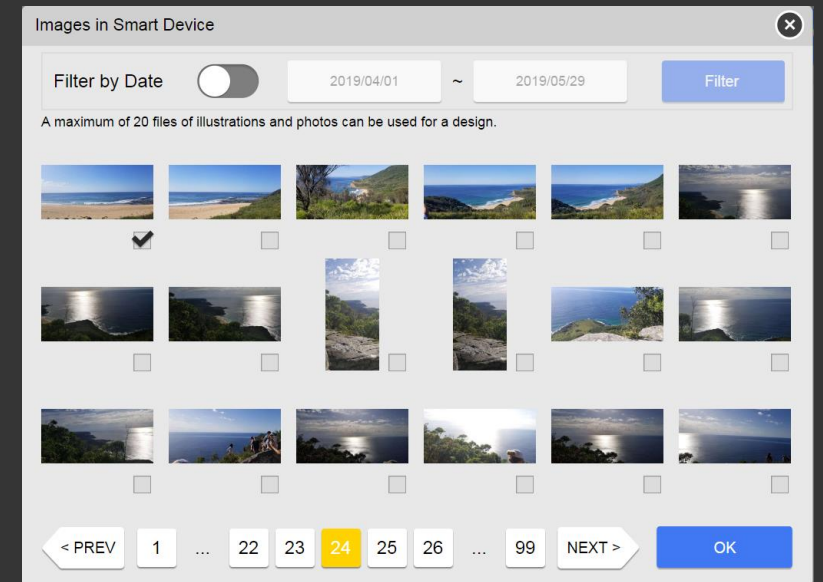 Images in Smart Device
Filter by Date 2019/04/01 ~ 2019/05/29 Filter
A maximum of 20 files of illustrations and photos can be used for a design.
< PREV 1 ... 22 23 24 25 26 ... 99 NEXT > OK